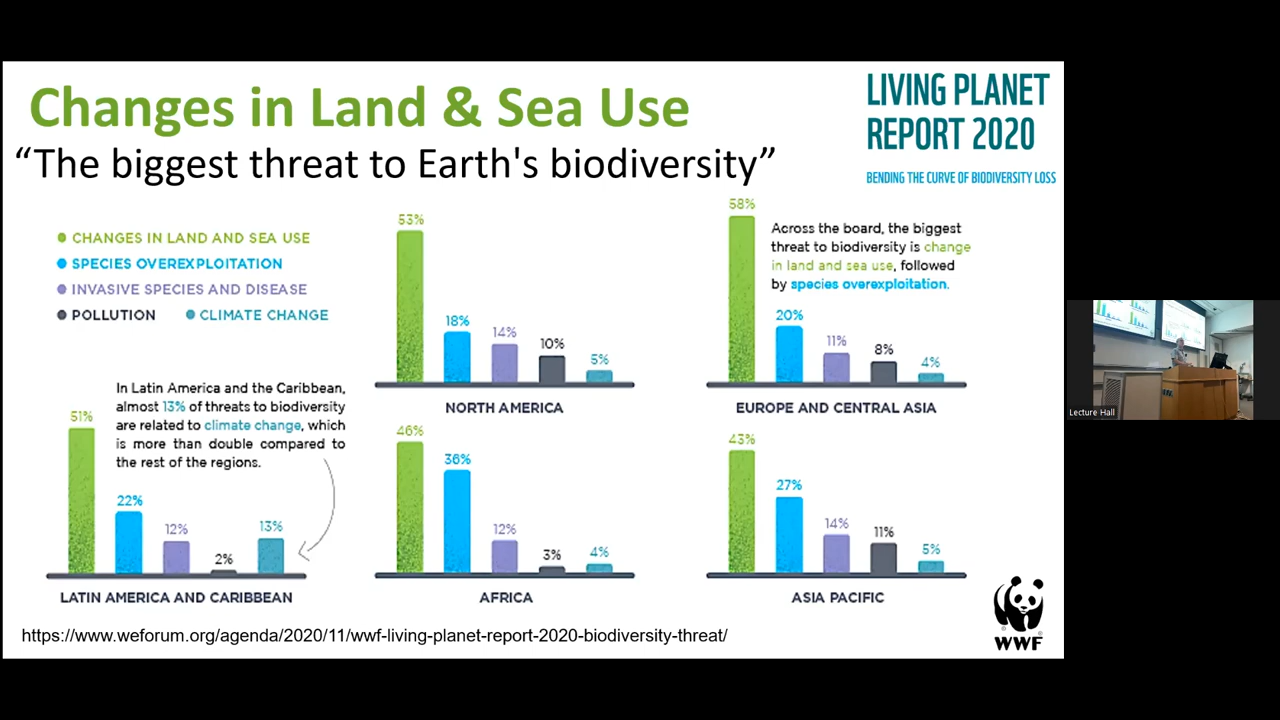 Changes in Land & Sea Use
“The biggest threat to Earth's biodiversity”
LIVING PLANET
REPORT 2020
BENDING THE CURVE OF BIODIVERSITY LOSS
CHANGES IN LAND AND SEA USE
SPECIES OVEREXPLOITATION
INVASIVE SPECIES AND DISEASE
POLLUTION
CLIMATE CHANGE
53%
18%
14%
10%
5%
NORTH AMERICA
58%
20%
11%
8%
4%
EUROPE AND CENTRAL ASIA
Across the board, the biggest
threat to biodiversity is change
in land and sea use, followed
by species overexploitation.
In Latin America and the Caribbean,
almost 13% of threats to biodiversity
are related to climate change, which
is more than double compared to
the rest of the regions.
51%
22%
12%
2%
13%
LATIN AMERICA AND CARIBBEAN
46%
36%
12%
3%
4%
AFRICA
43%
27%
14%
11%
5%
ASIA PACIFIC
WWF
https://www.weforum.org/agenda/2020/11/wwf-living-planet-report-2020-biodiversity-threat/
Lecture Hall